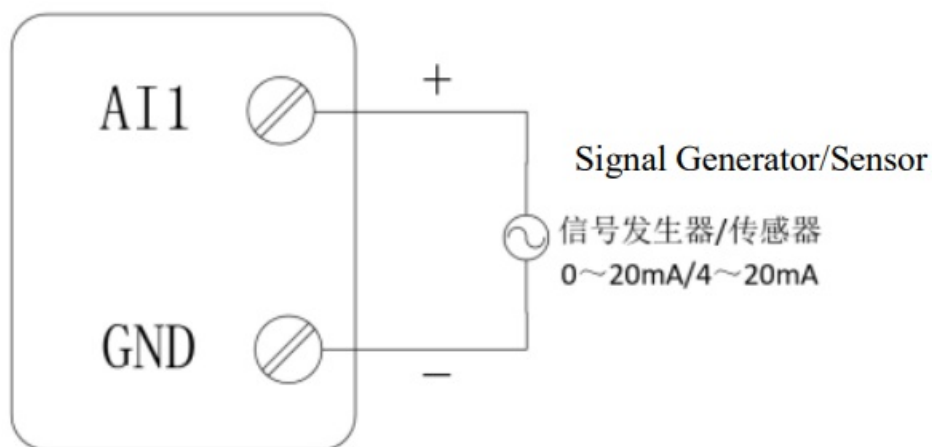 AI1
+
Signal Generator/Sensor
信号发生器/传感器
0～20mA/4～20mA
GND
−